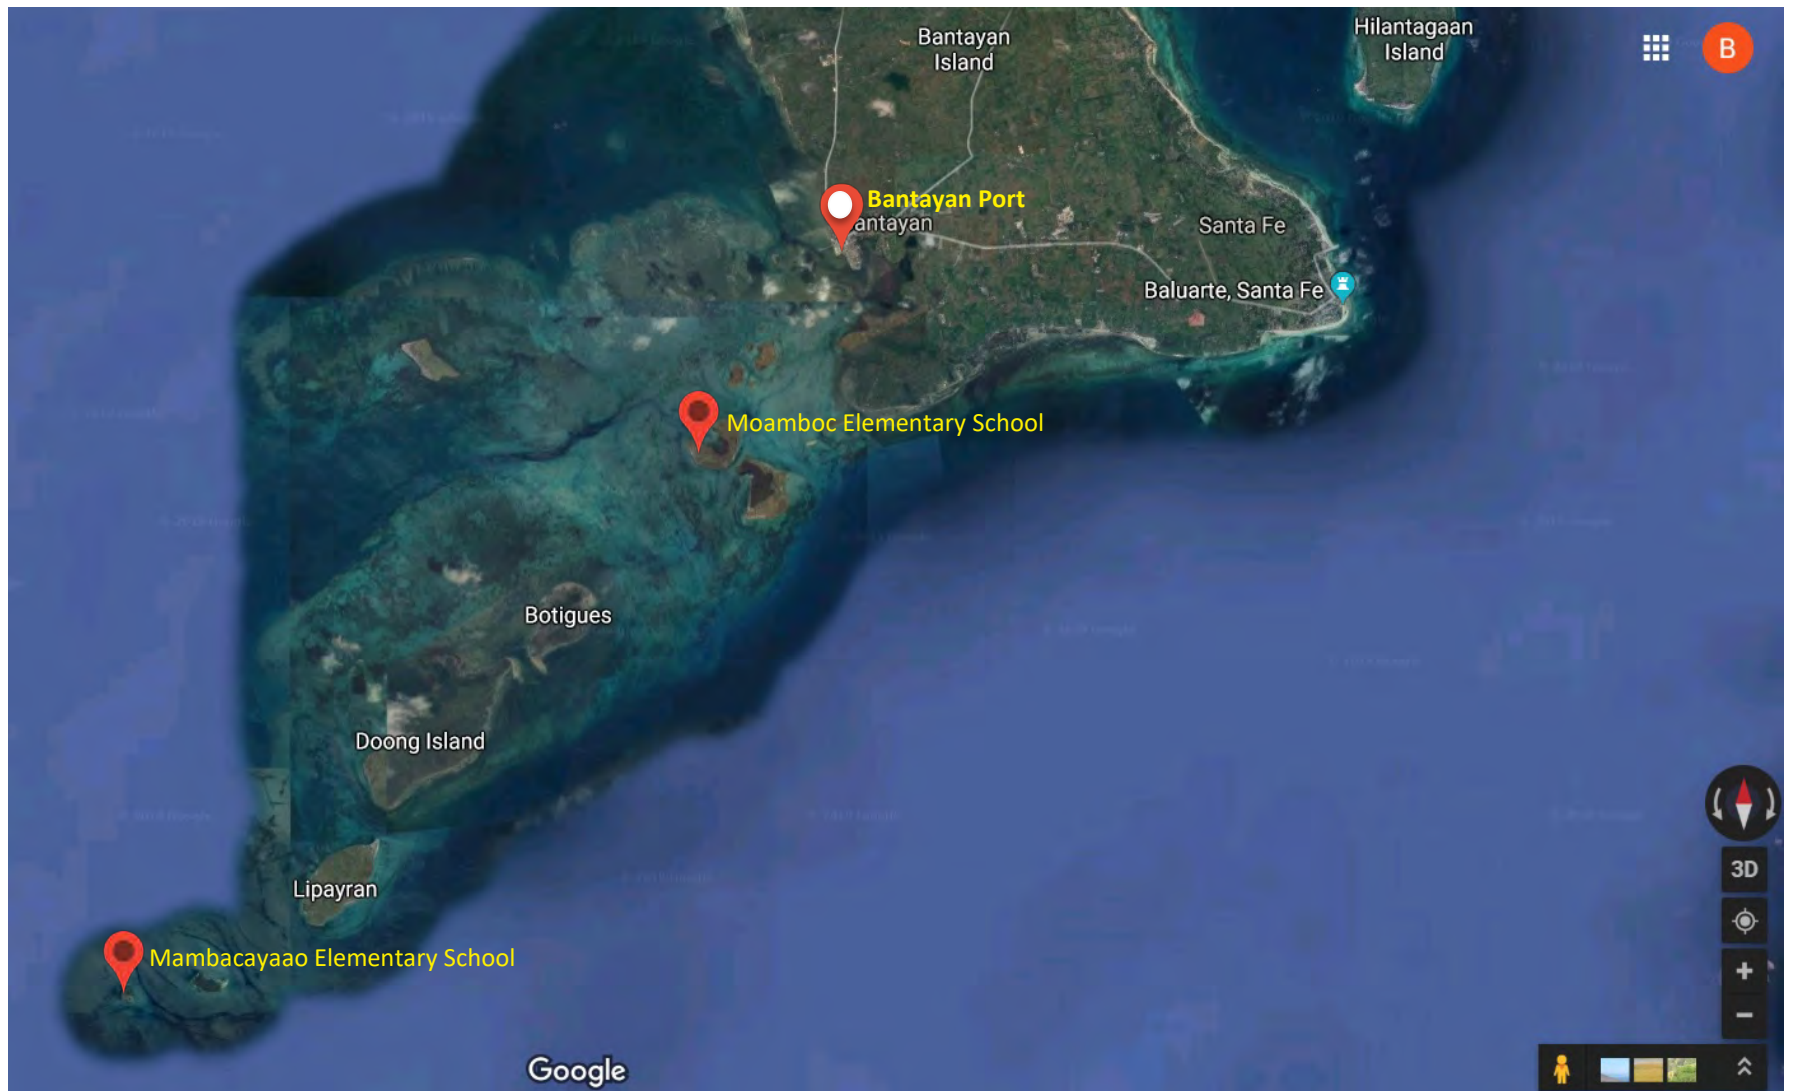 Bantayan
Island
Hilantagaan
Island
B
Bantayan Port
antayan
Santa Fe
Baluarte, Santa Fe
Moamboc Elementary School
Botigues
Doong Island
3D
Lipayran
Mambacayaao Elementary School
Google